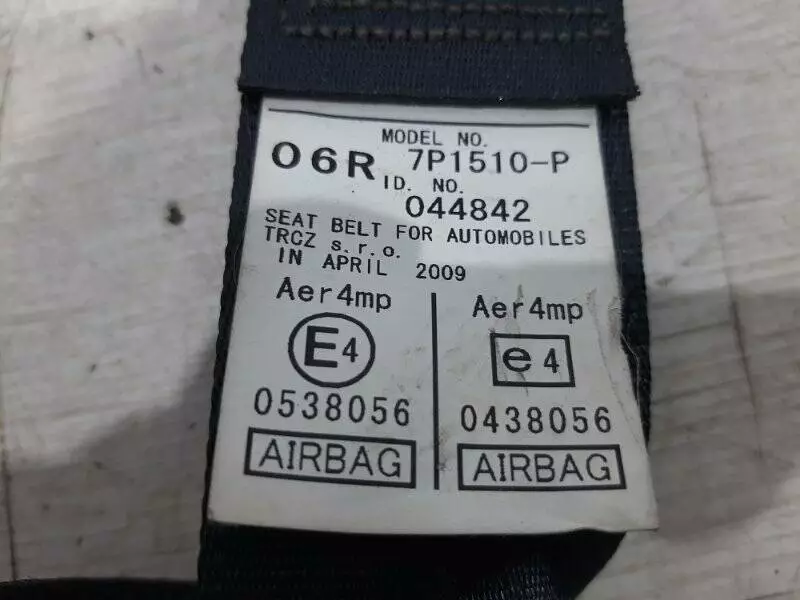 MODEL NO.
06R 7P1510-P
ID. NO.
044842
SEAT BELT FOR AUTOMOBILES
TRCZ s.r.o.
IN APRIL 2009
Aer4mp Aer4mp
E4 e4
0538056 0438056
AIRBAG AIRBAG